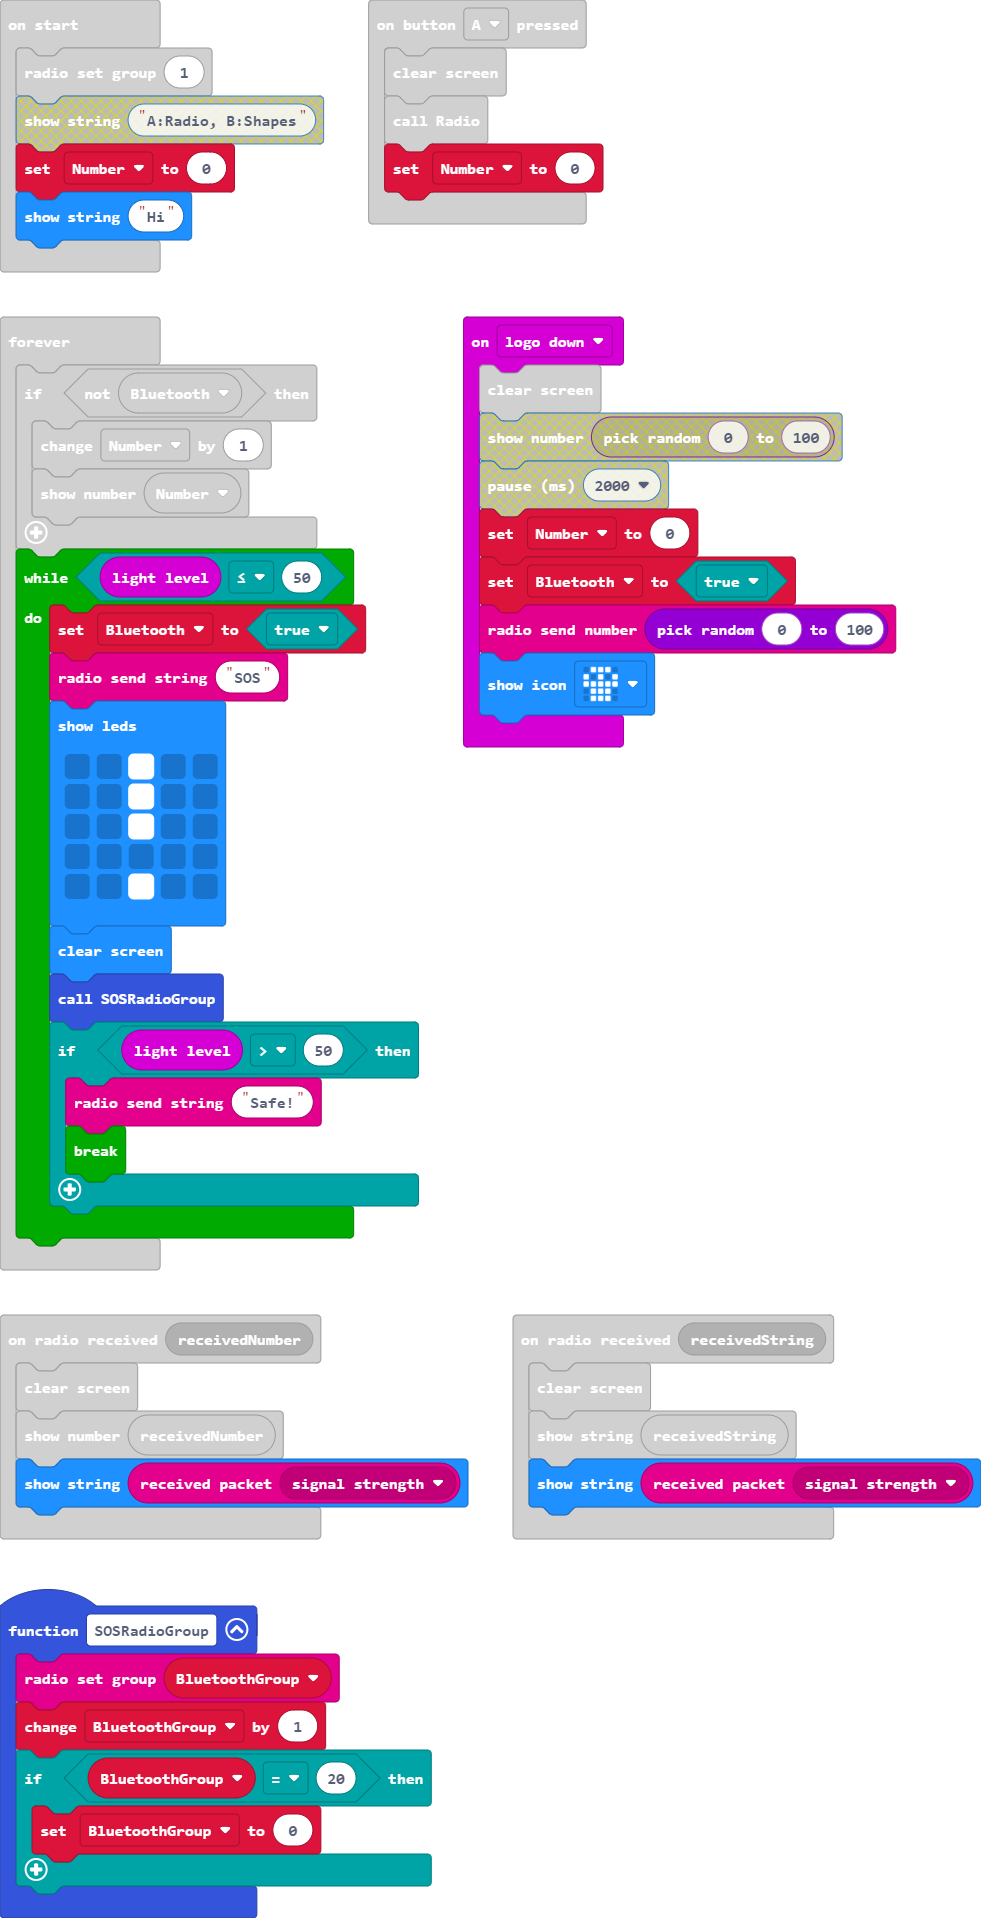 on start
radio set group 1
show string "A:Radio, B:Shapes"
set Number to 0
show string "Hi"
on button A pressed
clear screen
call Radio
set Number to 0
forever
if not Bluetooth then
change Number by 1
show number Number
while light level ≤ 50
do
set Bluetooth to true
radio send string "SOS"
show leds
clear screen
call SOSRadioGroup
if light level > 50 then
radio send string "Safe!"
break
on logo down
clear screen
show number pick random 0 to 100
pause (ms) 2000
set Number to 0
set Bluetooth to true
radio send number pick random 0 to 100
show icon
on radio received receivedNumber
clear screen
show number receivedNumber
show string received packet signal strength
on radio received receivedString
clear screen
show string receivedString
show string received packet signal strength
function SOSRadioGroup
radio set group BluetoothGroup
change BluetoothGroup by 1
if BluetoothGroup = 20 then
set BluetoothGroup to 0